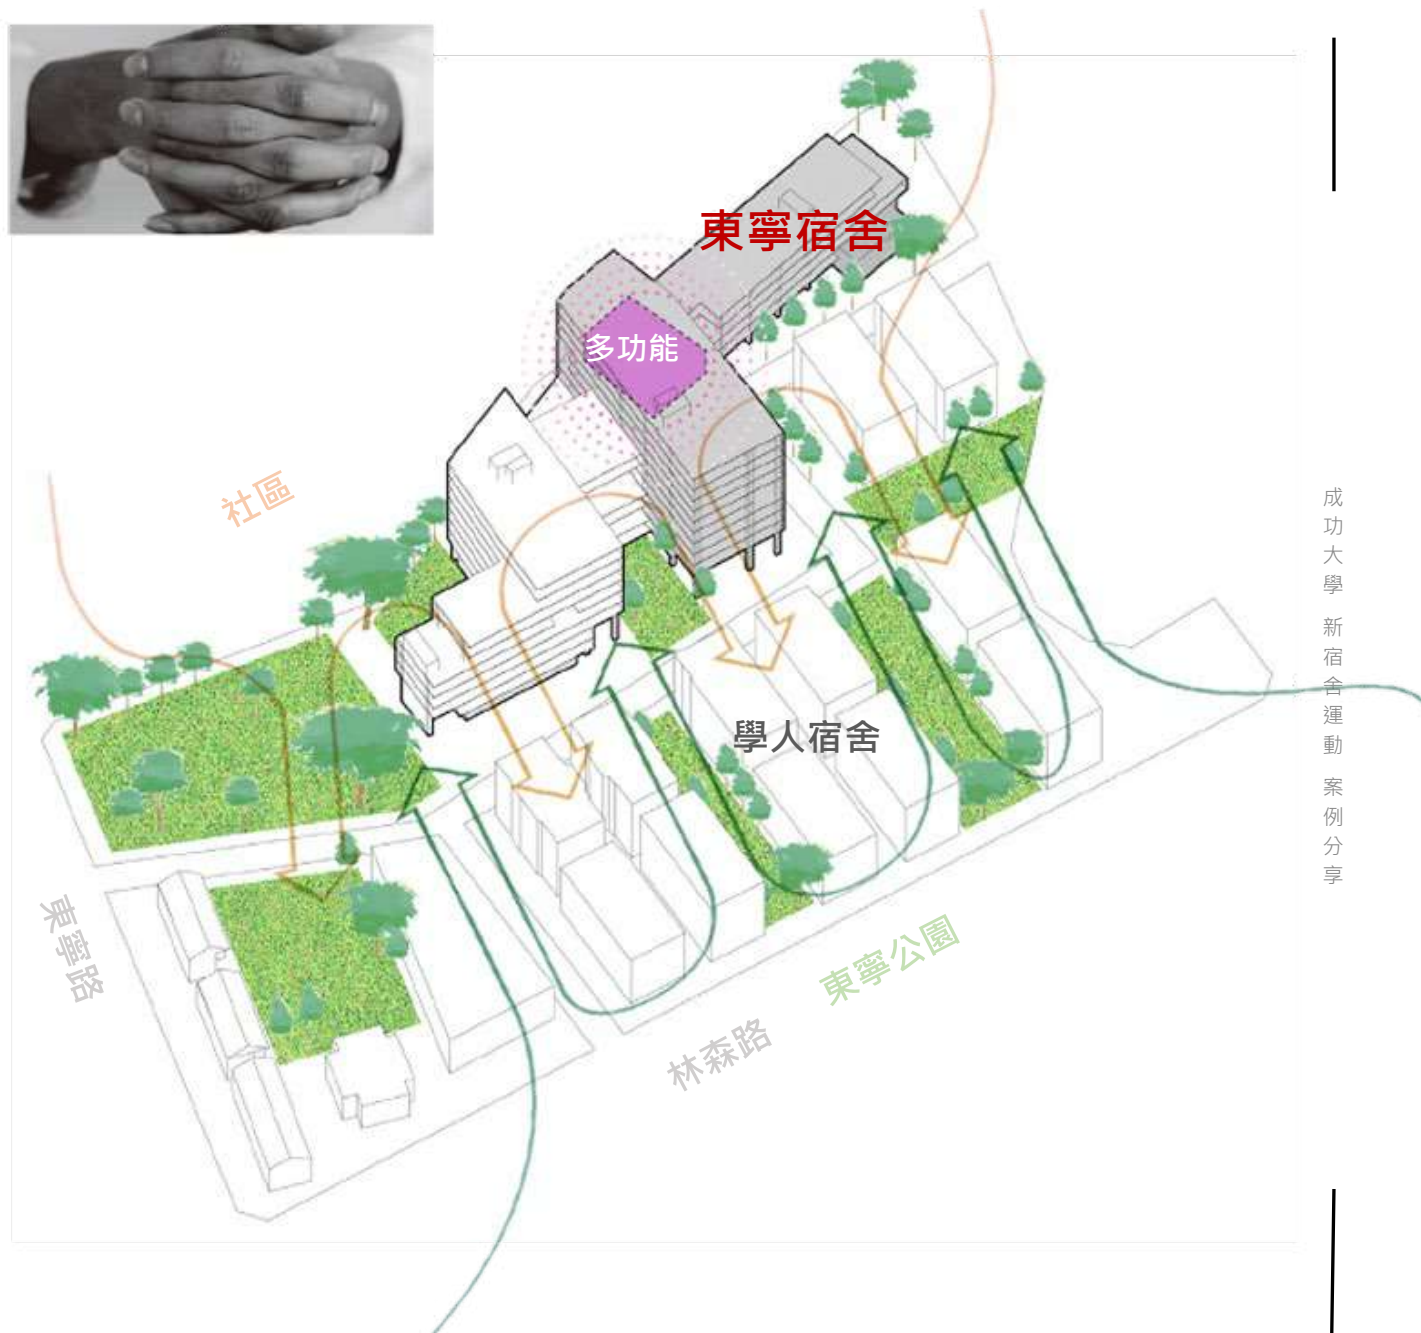 東寧宿舍
多功能
社區
學人宿舍
東寧路
東寧公園
林森路
成功大學 新宿舍運動 案例分享